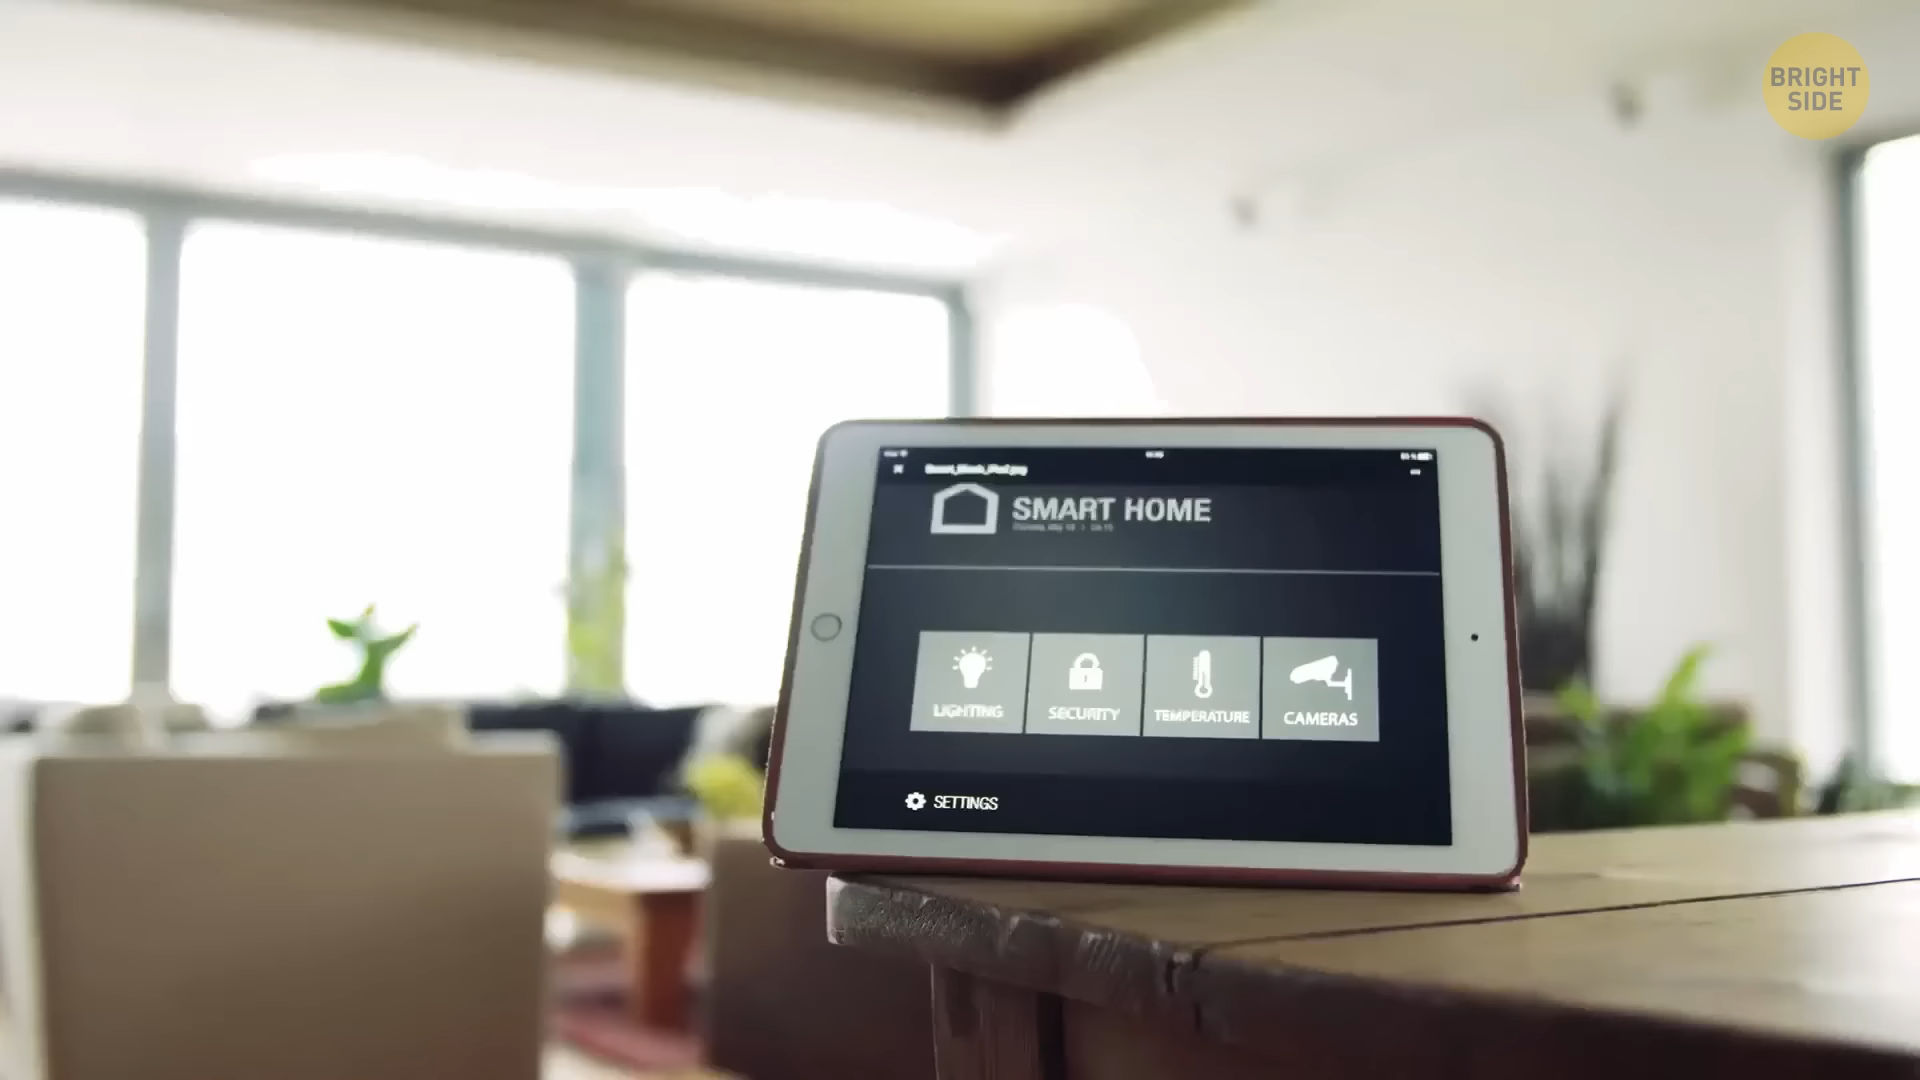 BRIGHT
SIDE
SMART HOME
LIGHTING
SECURITY
TEMPERATURE
CAMERAS
SETTINGS